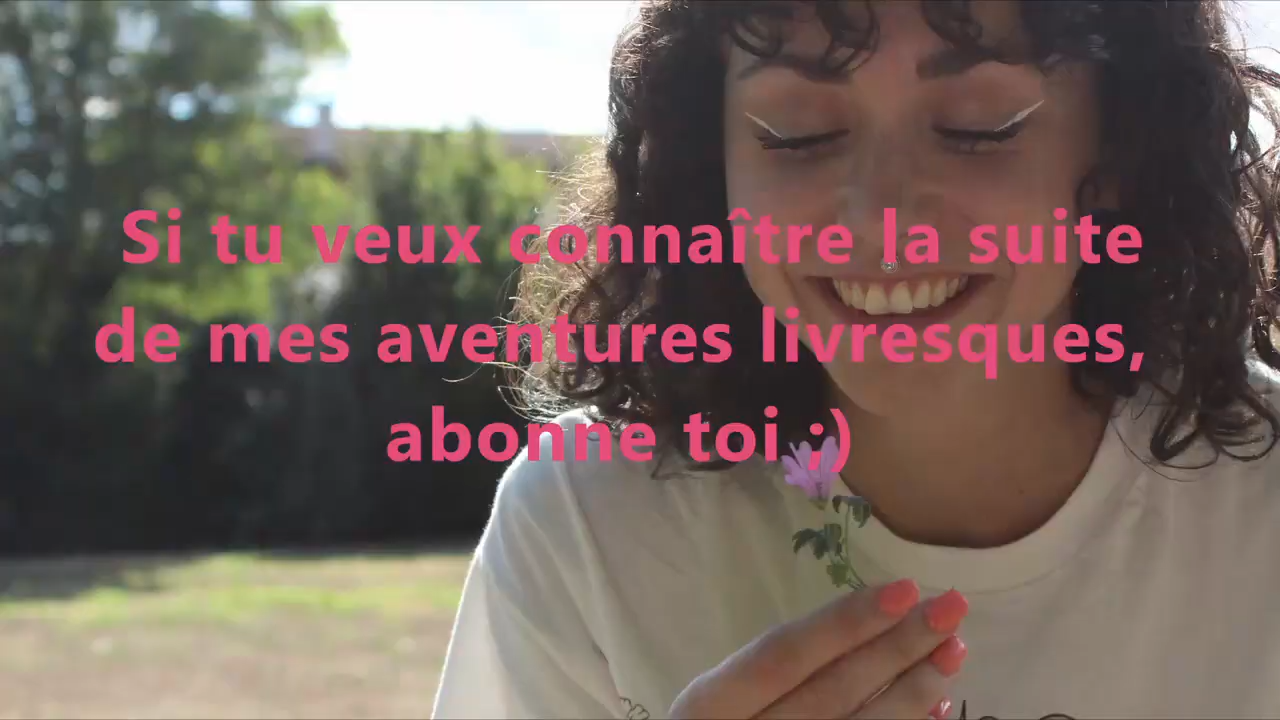 Si tu veux connaître la suite
de mes aventures livresques,
abonne toi ;)